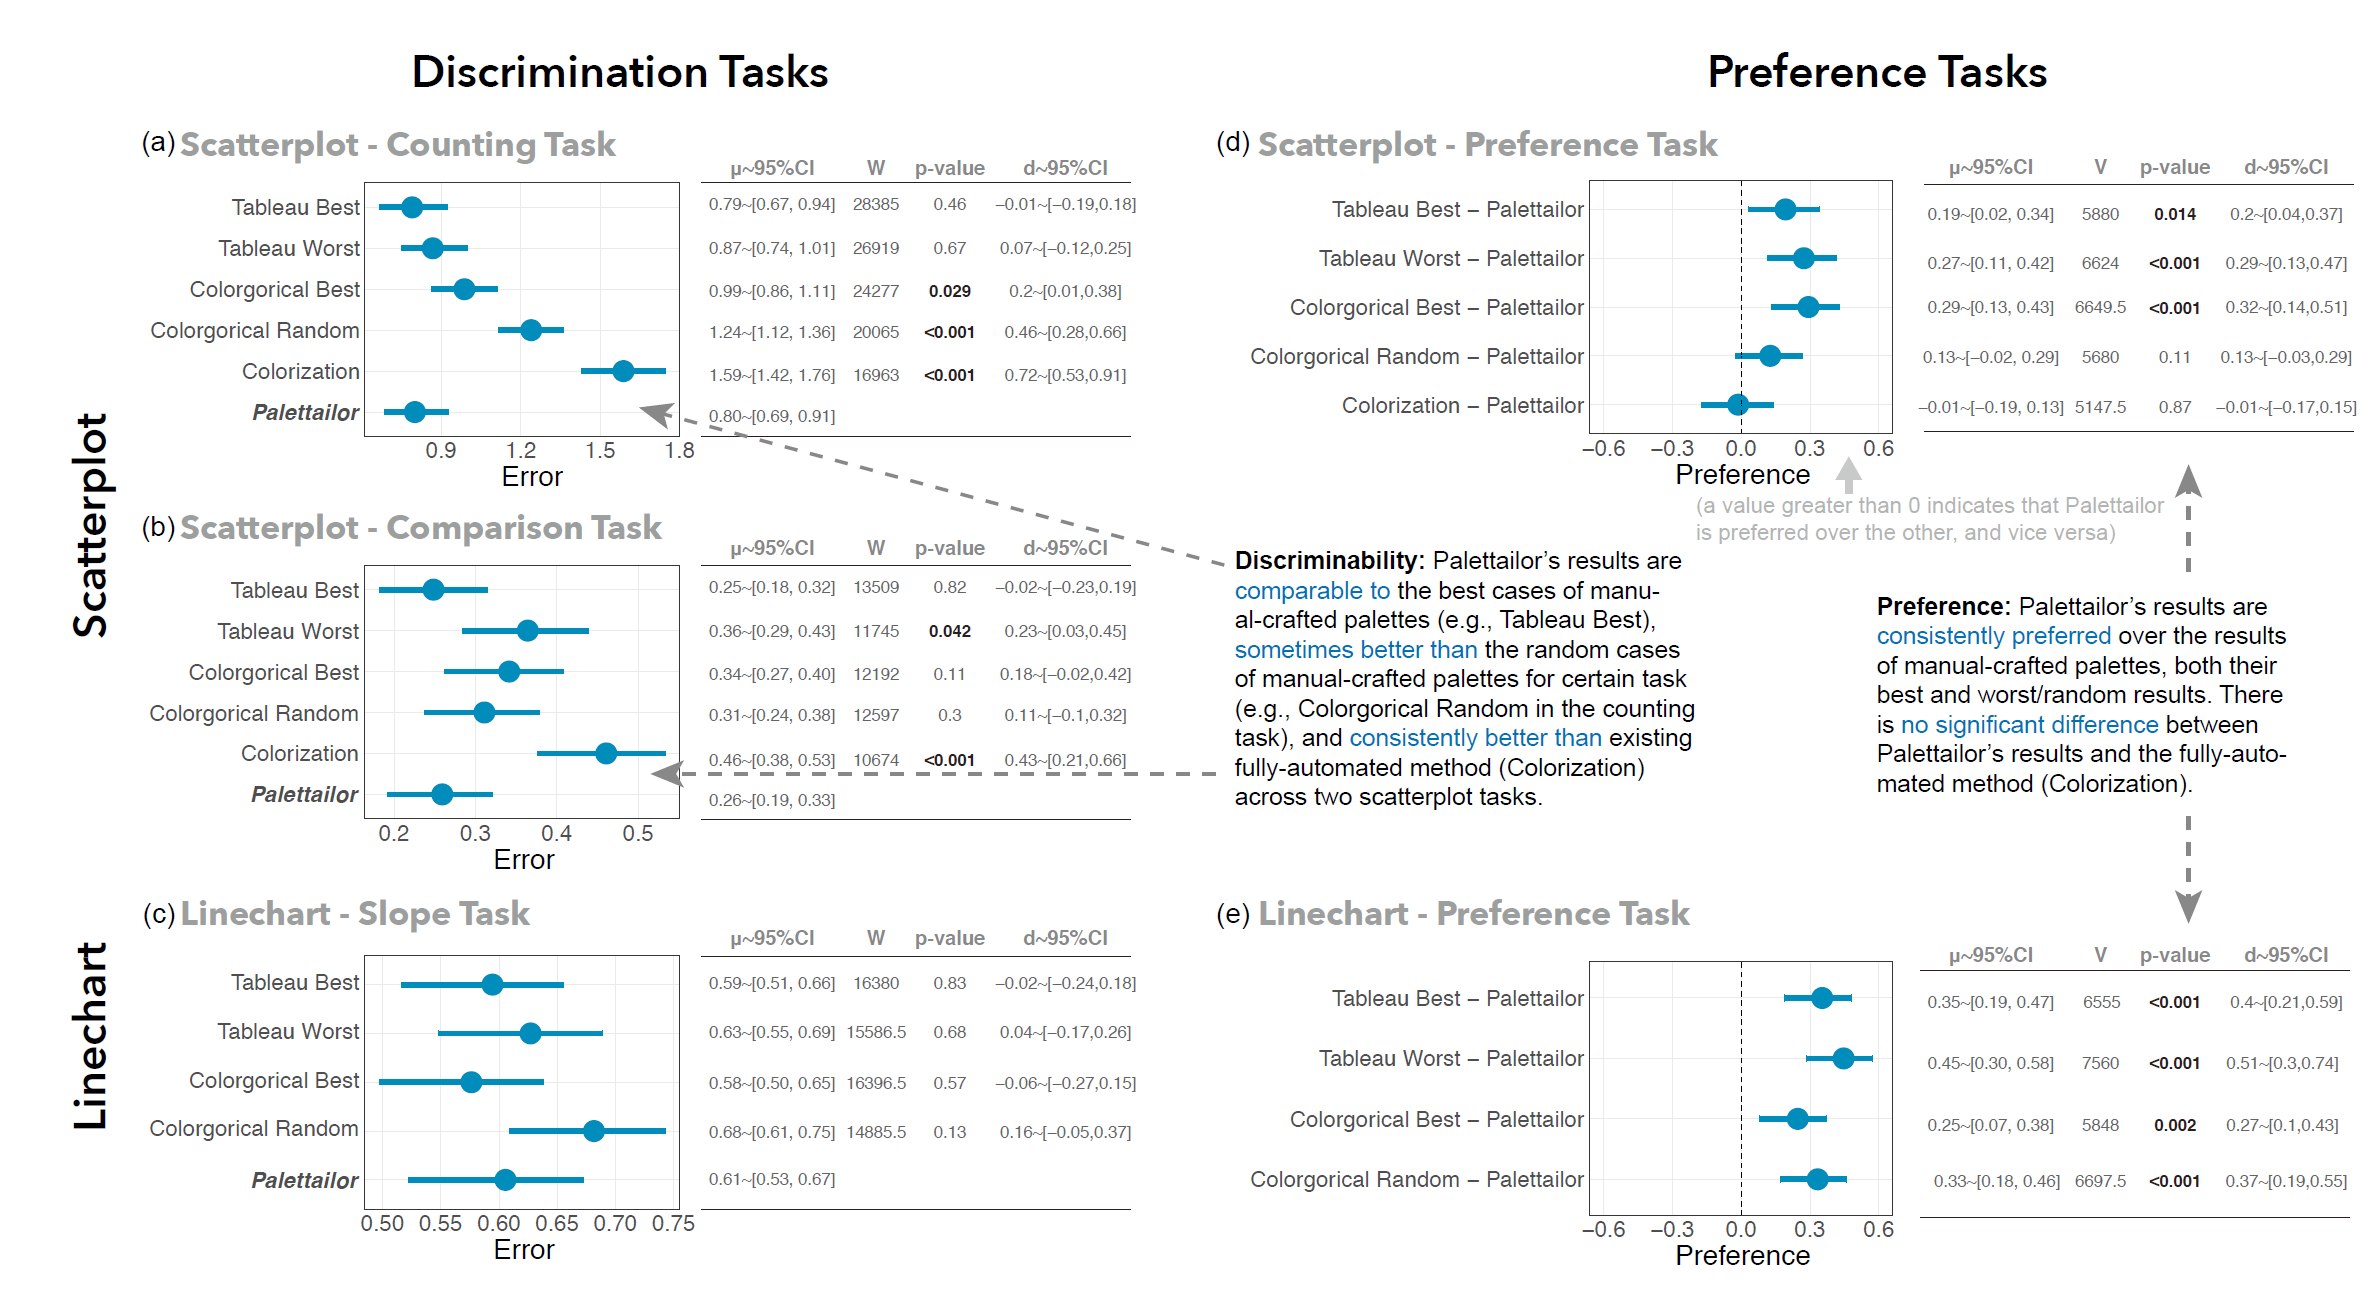 Discrimination Tasks
Preference Tasks
Scatterplot
(a) Scatterplot - Counting Task
μ~95%CI W p-value d~95%CI
Tableau Best 0.79~[0.67, 0.94] 28385 0.46 −0.01~[−0.19,0.18]
Tableau Worst 0.87~[0.74, 1.01] 26919 0.67 0.07~[−0.12,0.25]
Colorgorical Best 0.99~[0.86, 1.11] 24277 0.029 0.2~[0.01,0.38]
Colorgorical Random 1.24~[1.12, 1.36] 20065 <0.001 0.46~[0.28,0.66]
Colorization 1.59~[1.42, 1.76] 16963 <0.001 0.72~[0.53,0.91]
Palettailor 0.80~[0.69, 0.91]
0.9 1.2 1.5 1.8
Error
(b) Scatterplot - Comparison Task
μ~95%CI W p-value d~95%CI
Tableau Best 0.25~[0.18, 0.32] 13509 0.82 −0.02~[−0.23,0.19]
Tableau Worst 0.36~[0.29, 0.43] 11745 0.042 0.23~[0.03,0.45]
Colorgorical Best 0.34~[0.27, 0.40] 12192 0.11 0.18~[−0.02,0.42]
Colorgorical Random 0.31~[0.24, 0.38] 12597 0.3 0.11~[−0.1,0.32]
Colorization 0.46~[0.38, 0.53] 10674 <0.001 0.43~[0.21,0.66]
Palettailor 0.26~[0.19, 0.33]
0.2 0.3 0.4 0.5
Error
Linechart
(c) Linechart - Slope Task
μ~95%CI W p-value d~95%CI
Tableau Best 0.59~[0.51, 0.66] 16380 0.83 −0.02~[−0.24,0.18]
Tableau Worst 0.63~[0.55, 0.69] 15586.5 0.68 0.04~[−0.17,0.26]
Colorgorical Best 0.58~[0.50, 0.65] 16396.5 0.57 −0.06~[−0.27,0.15]
Colorgorical Random 0.68~[0.61, 0.75] 14885.5 0.13 0.16~[−0.05,0.37]
Palettailor 0.61~[0.53, 0.67]
0.50 0.55 0.60 0.65 0.70 0.75
Error
(d) Scatterplot - Preference Task
μ~95%CI V p-value d~95%CI
Tableau Best − Palettailor 0.19~[0.02, 0.34] 5880 0.014 0.2~[0.04,0.37]
Tableau Worst − Palettailor 0.27~[0.11, 0.42] 6624 <0.001 0.29~[0.13,0.47]
Colorgorical Best − Palettailor 0.29~[0.13, 0.43] 6649.5 <0.001 0.32~[0.14,0.51]
Colorgorical Random − Palettailor 0.13~[−0.02, 0.29] 5680 0.11 0.13~[−0.03,0.29]
Colorization − Palettailor −0.01~[−0.19, 0.13] 5147.5 0.87 −0.01~[−0.17,0.15]
−0.6 −0.3 0.0 0.3 0.6
Preference
(a value greater than 0 indicates that Palettailor
is preferred over the other, and vice versa)
Discriminability: Palettailor’s results are
comparable to the best cases of manu-
al-crafted palettes (e.g., Tableau Best),
sometimes better than the random cases
of manual-crafted palettes for certain task
(e.g., Colorgorical Random in the counting
task), and consistently better than existing
fully-automated method (Colorization)
across two scatterplot tasks.
Preference: Palettailor’s results are
consistently preferred over the results
of manual-crafted palettes, both their
best and worst/random results. There
is no significant difference between
Palettailor’s results and the fully-auto-
mated method (Colorization).
(e) Linechart - Preference Task
μ~95%CI V p-value d~95%CI
Tableau Best − Palettailor 0.35~[0.19, 0.47] 6555 <0.001 0.4~[0.21,0.59]
Tableau Worst − Palettailor 0.45~[0.30, 0.58] 7560 <0.001 0.51~[0.3,0.74]
Colorgorical Best − Palettailor 0.25~[0.07, 0.38] 5848 0.002 0.27~[0.1,0.43]
Colorgorical Random − Palettailor 0.33~[0.18, 0.46] 6697.5 <0.001 0.37~[0.19,0.55]
−0.6 −0.3 0.0 0.3 0.6
Preference